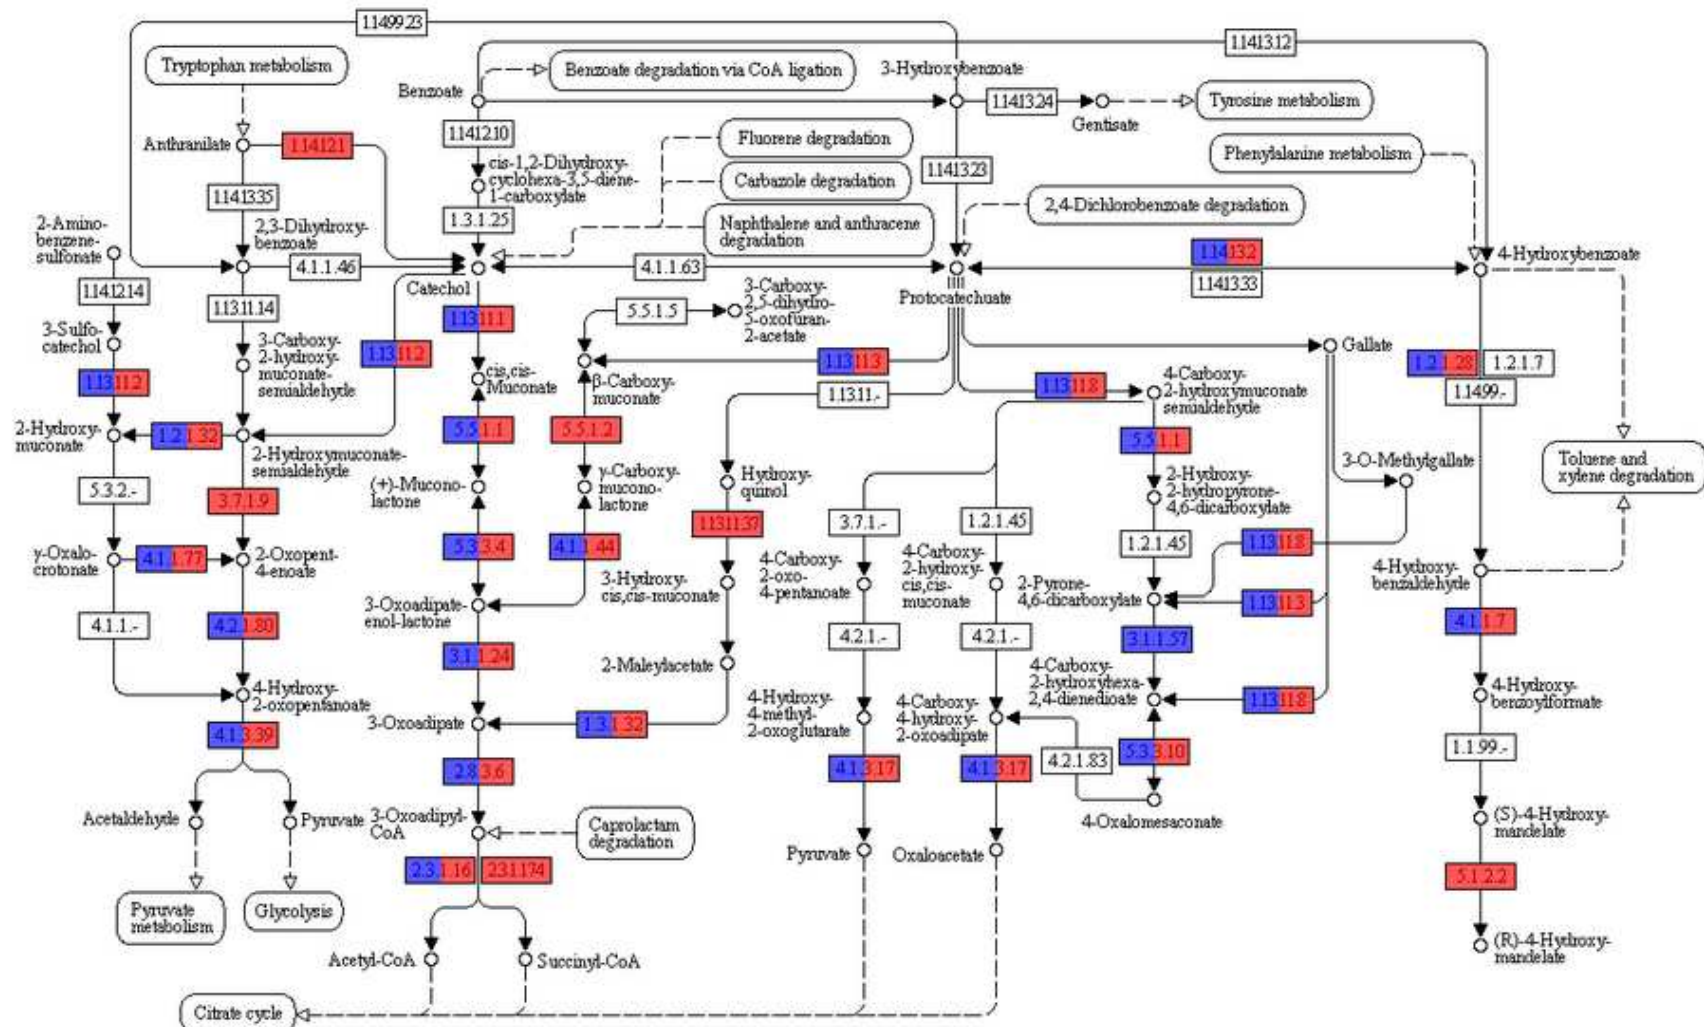 1.14.99.23
1.14.13.12
Tryptophan metabolism
Benzoate degradation via CoA ligation
3-Hydroxybenzoate
Benzoate
1.14.13.24
Tyrosine metabolism
Gentisate
1.14.12.10
Fluorene degradation
Anthranilate
1.14.12.1
Phenylalanine metabolism
cis-1,2-Dihydroxy-
cyclohexa-3,5-diene-
1-carboxylate
1.14.13.23
Carbazole degradation
1.14.13.35
2,4-Dichlorobenzoate degradation
1.3.1.25
Naphthalene and anthracene
degradation
2-Amino-
benzene-
sulfonate
2,3-Dihydroxy-
benzoate
1.14.13.2
4-Hydroxybenzoate
4.1.1.46
4.1.1.63
Catechol
Protocatechuate
1.14.13.33
1.14.12.14
1.13.11.14
5.5.1.5
3-Carboxy-
2,5-dihydro-
5-oxofuran-
2-acetate
3-Sulfo-
catechol
3-Carboxy-
2-hydroxy-
muconate-
semialdehyde
1.13.11.2
1.13.11.1
Gallate
1.13.11.2
cis,cis-
Muconate
β-Carboxy-
muconate
1.13.11.3
1.13.11.-
1.13.11.8
4-Carboxy-
2-hydroxymuconate
semialdehyde
1.2.1.28
1.2.1.7
1.14.99.-
2-Hydroxy-
muconate
1.2.1.32
2-Hydroxymuconate-
semialdehyde
5.5.1.1
5.5.1.2
5.5.1.1
Hydroxy-
quinol
2-Hydroxy-
2-hydropyrone-
4,6-dicarboxylate
3-O-Methylgallate
Toluene and
xylene degradation
5.3.2.-
3.7.1.9
(+)-Mucono-
lactone
γ-Carboxy-
mucono-
lactone
1.13.11.37
3.7.1.-
1.2.1.45
1.2.1.45
1.13.11.8
γ-Oxalo-
crotonate
4.1.1.77
2-Oxopent-
4-enoate
5.3.3.4
4.1.1.44
3-Hydroxy-
cis,cis-muconate
4-Carboxy-
2-oxo-
4-pentanoate
4-Carboxy-
2-hydroxy-
cis,cis-
muconate
2-Pyrone-
4,6-dicarboxylate
1.13.11.3
4-Hydroxy-
benzaldehyde
4.1.1.-
4.2.1.80
3-Oxoadipate-
enol-lactone
4.2.1.-
4.2.1.-
3.1.1.57
4.1.1.7
3.1.1.24
2-Maleylacetate
4-Hydroxy-
2-oxopentanoate
4-Hydroxy-
4-methyl-
2-oxoglutarate
4-Carboxy-
4-hydroxy-
2-oxoadipate
4-Carboxy-
2-hydroxyhexa-
2,4-dienedioate
1.13.11.8
4-Hydroxy-
benzoylformate
4.1.3.39
3-Oxoadipate
1.3.1.32
4.2.1.83
5.3.3.10
1.1.99.-
2.8.3.6
4.1.3.17
4.1.3.17
4-Oxalomesaconate
Acetaldehyde
Pyruvate
3-Oxoadipyl-
CoA
Caprolactam
degradation
(S)-4-Hydroxy-
mandelate
Pyruvate
Oxaloacetate
2.3.1.16
2.3.1.174
5.1.2.2
Pyruvate
metabolism
Glycolysis
Acetyl-CoA
Succinyl-CoA
(R)-4-Hydroxy-
mandelate
Citrate cycle